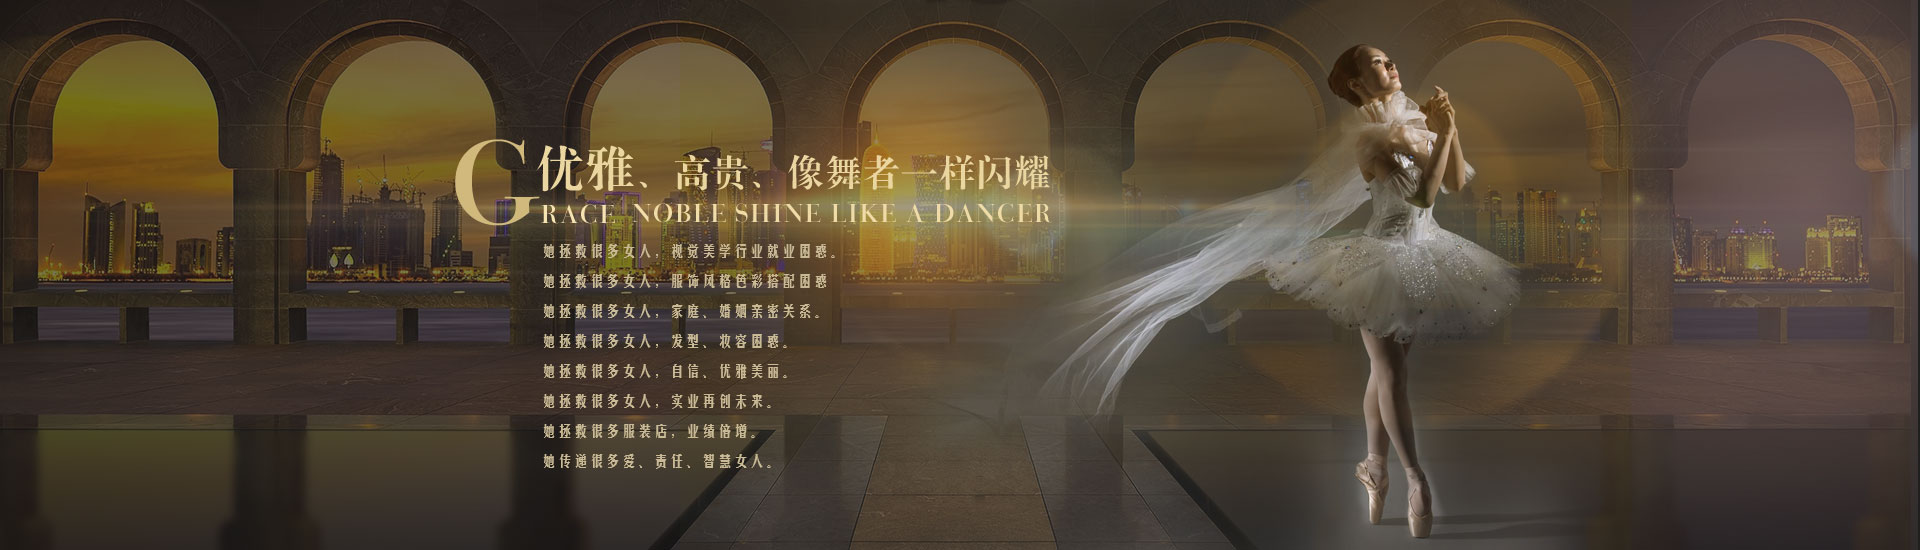 优雅、高贵、像舞者一样闪耀
GRACE NOBLE SHINE LIKE A DANCER
她拯救很多女人，视觉美学行业就业困惑。
她拯救很多女人，服饰风格色彩搭配困惑
她拯救很多女人，家庭、婚姻亲密关系。
她拯救很多女人，发型、妆容困惑。
她拯救很多女人，自信、优雅美丽。
她拯救很多女人，实业再创未来。
她拯救很多服装店，业绩倍增。
她传递很多爱、责任、智慧女人。